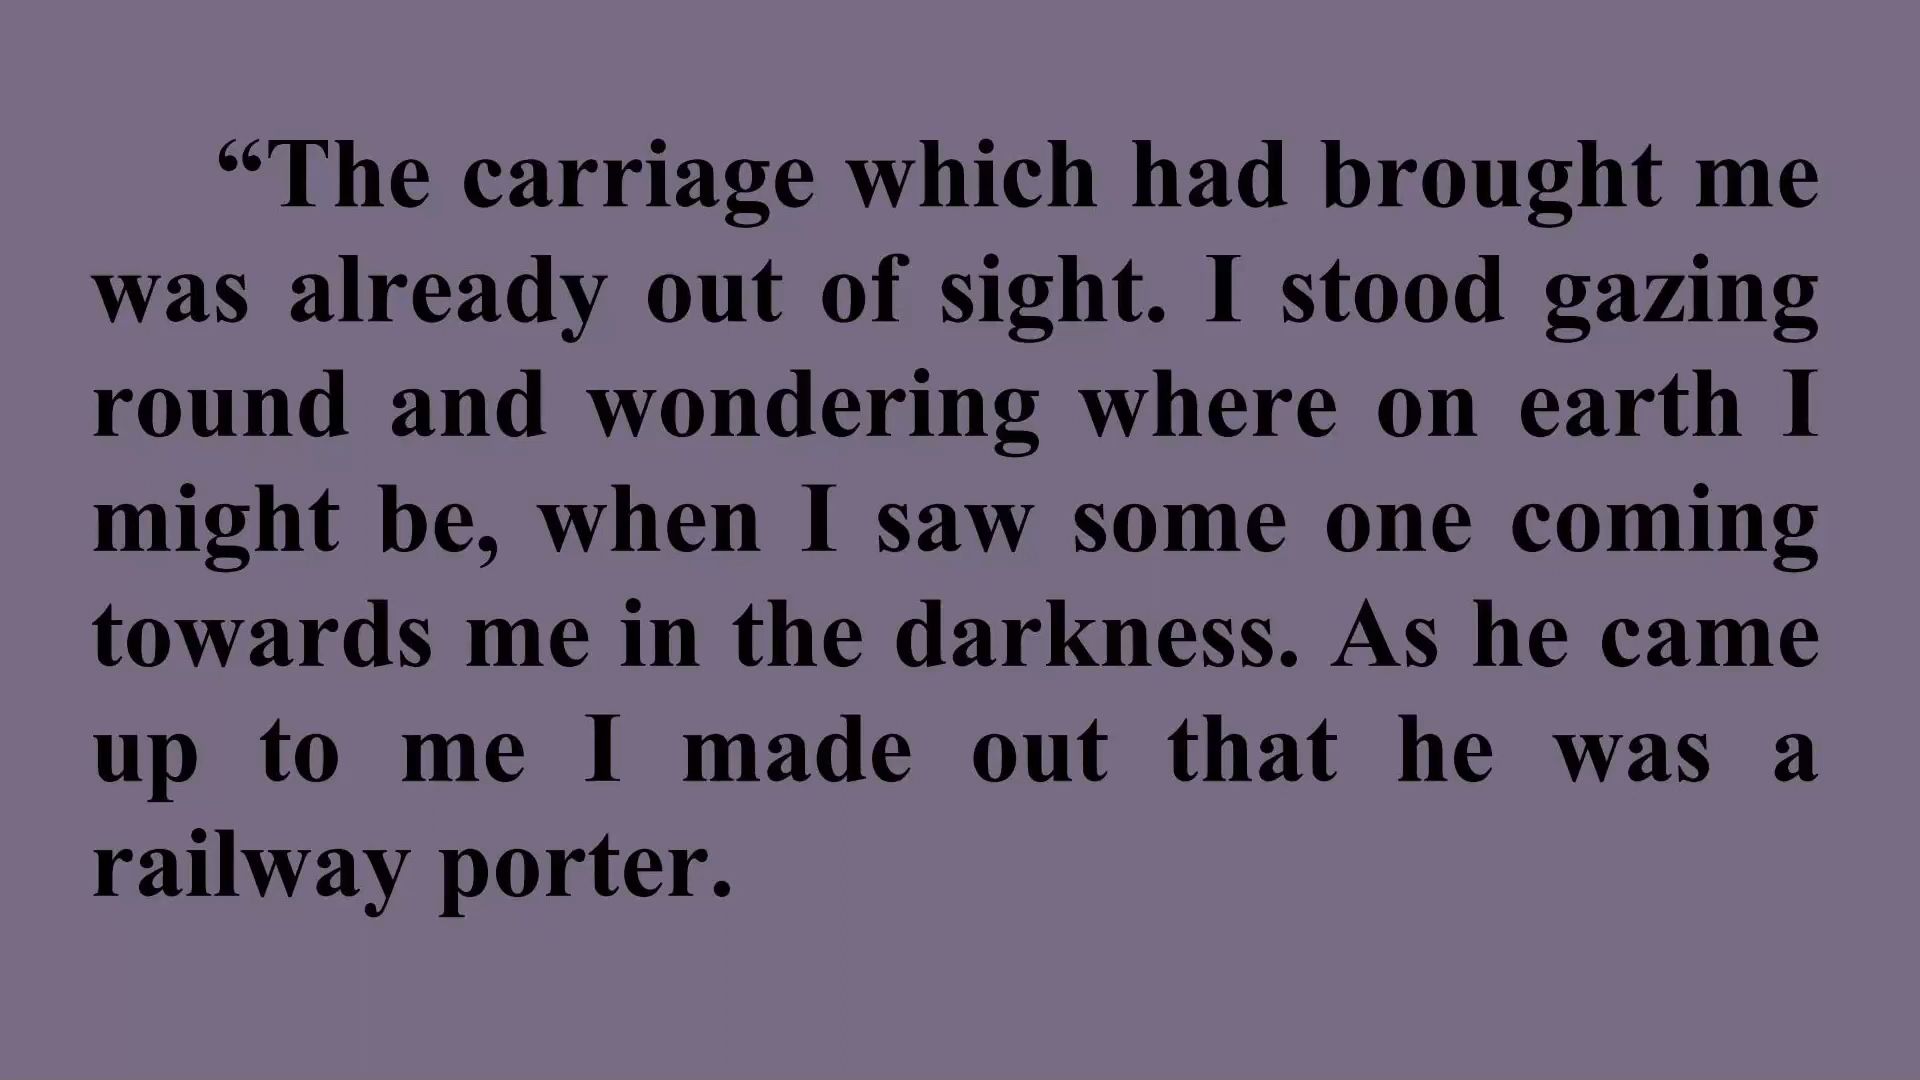 “The carriage which had brought me
was already out of sight. I stood gazing
round and wondering where on earth I
might be, when I saw some one coming
towards me in the darkness. As he came
up to me I made out that he was a
railway porter.